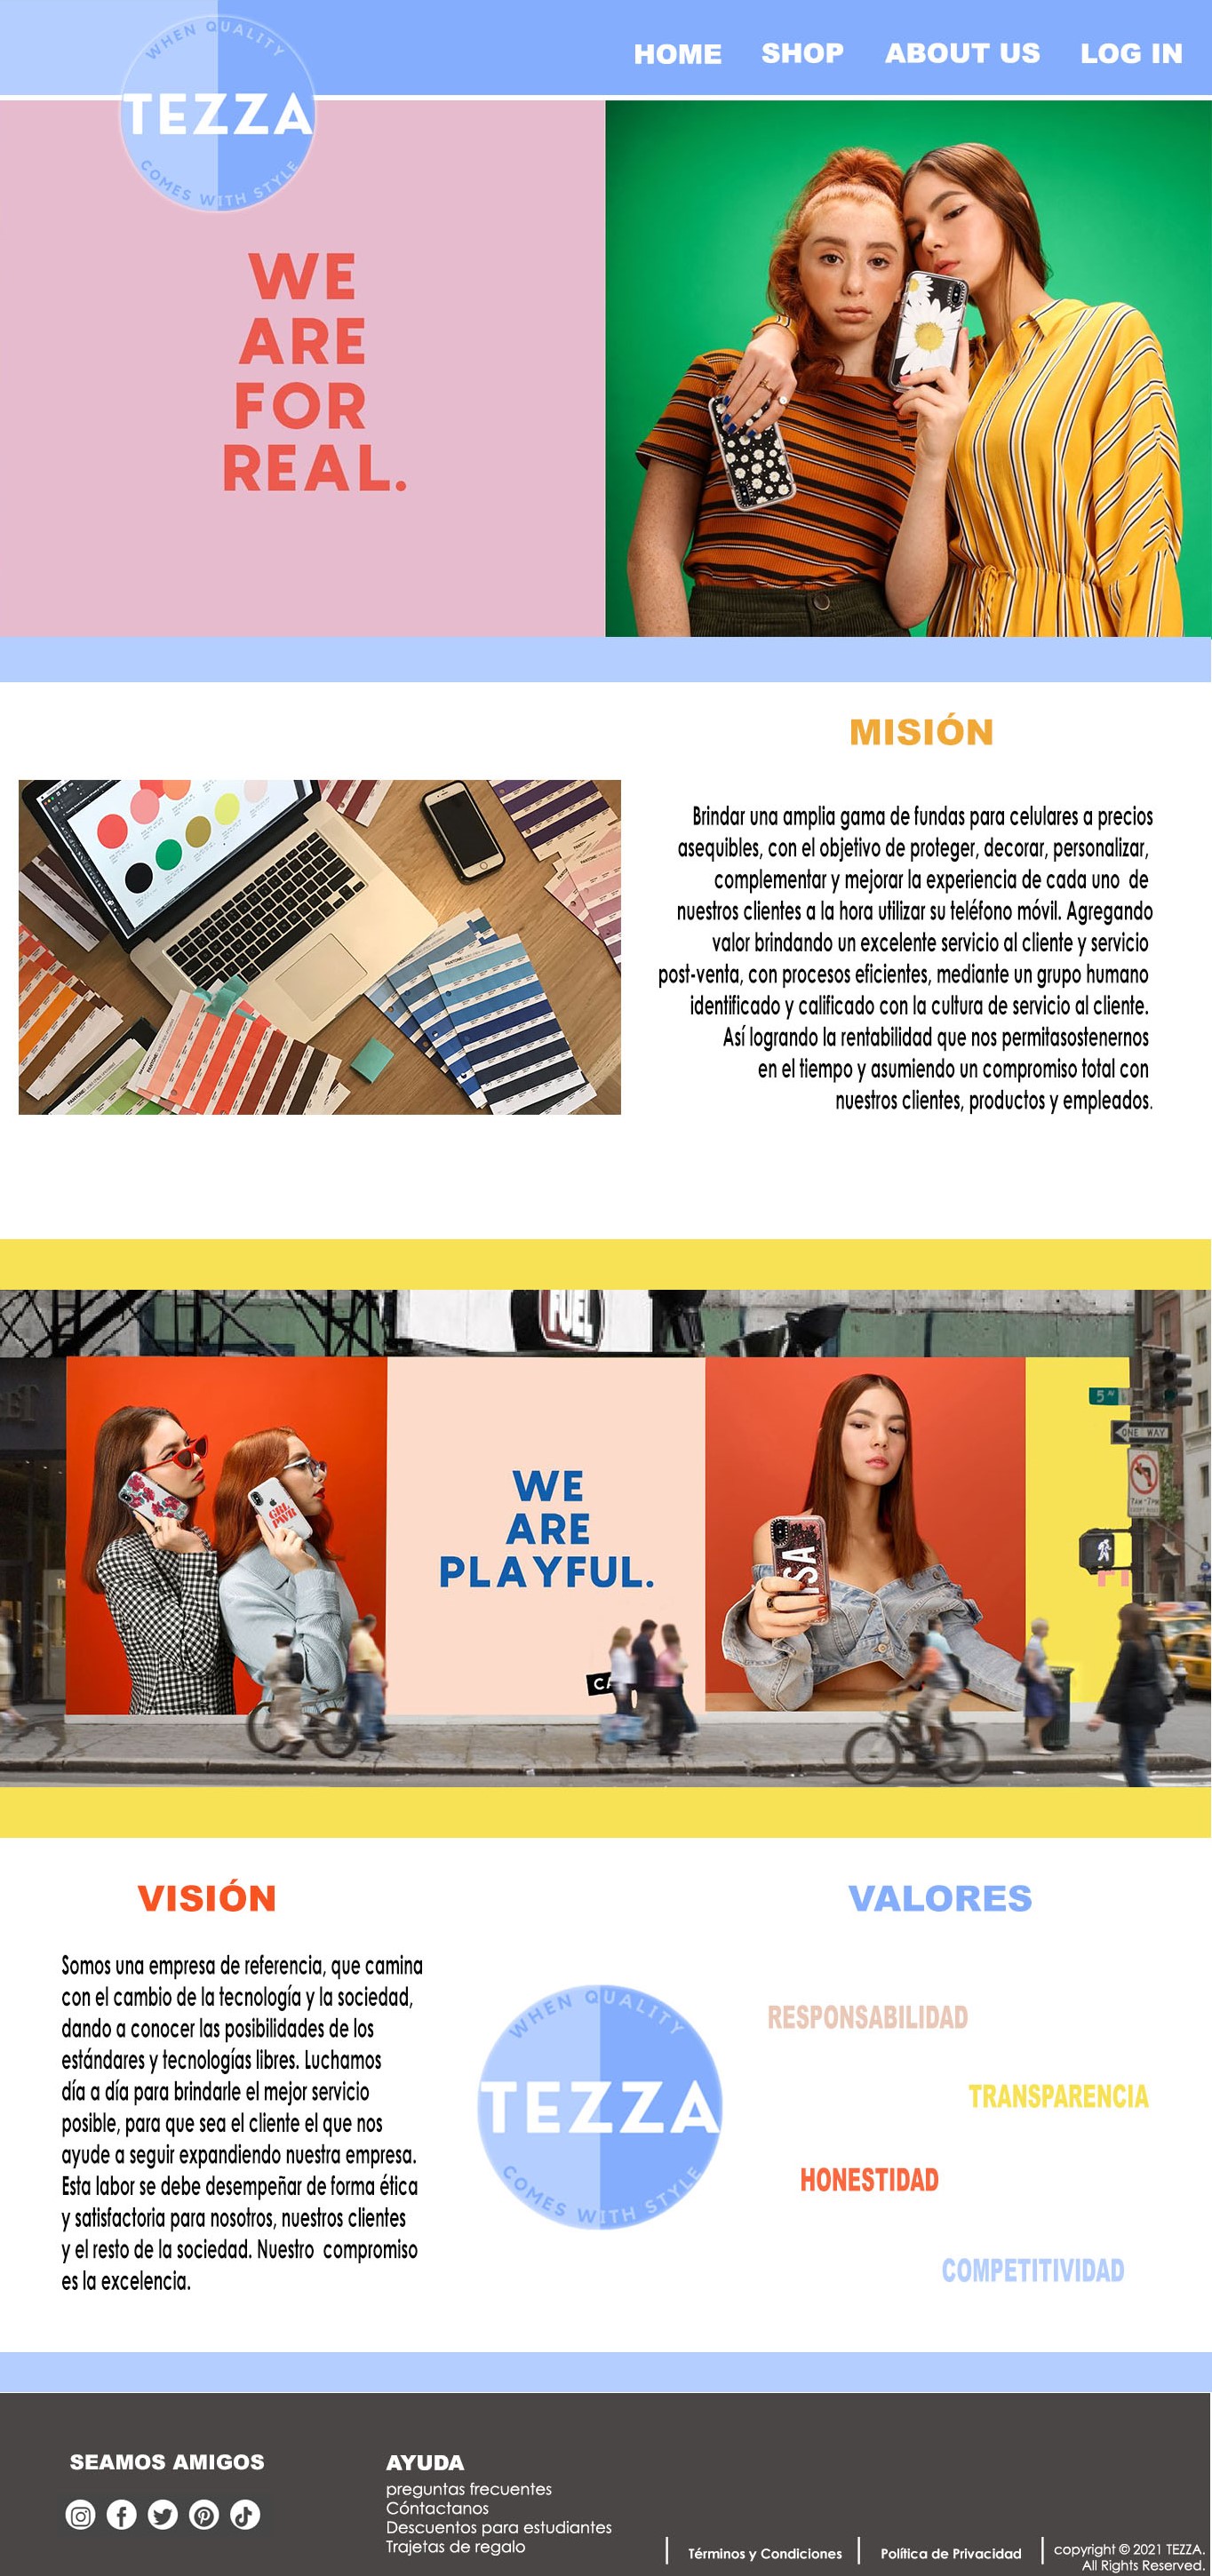 WHEN QUALITY
TEZZA
COMES WITH STYLE
HOME SHOP ABOUT US LOG IN
WE
ARE
FOR
REAL.
MISIÓN
Brindar una amplia gama de fundas para celulares a precios
asequibles, con el objetivo de proteger, decorar, personalizar,
complementar y mejorar la experiencia de cada uno de
nuestros clientes a la hora utilizar su teléfono móvil. Agregando
valor brindando un excelente servicio al cliente y servicio
post-venta, con procesos eficientes, mediante un grupo humano
identificado y calificado con la cultura de servicio al cliente.
Así logrando la rentabilidad que nos permitasostenernos
en el tiempo y asumiendo un compromiso total con
nuestros clientes, productos y empleados.
FUEL
5
ONE WAY
7AM-7PM
GRL
PWR
WE
ARE
PLAYFUL.
SA
CA
VISIÓN
Somos una empresa de referencia, que camina
con el cambio de la tecnología y la sociedad,
dando a conocer las posibilidades de los
estándares y tecnologías libres. Luchamos
día a día para brindarle el mejor servicio
posible, para que sea el cliente el que nos
ayude a seguir expandiendo nuestra empresa.
Esta labor se debe desempeñar de forma ética
y satisfactoria para nosotros, nuestros clientes
y el resto de la sociedad. Nuestro compromiso
es la excelencia.
WHEN QUALITY
TEZZA
COMES WITH STYLE
VALORES
RESPONSABILIDAD
TRANSPARENCIA
HONESTIDAD
COMPETITIVIDAD
SEAMOS AMIGOS
AYUDA
preguntas frecuentes
Cóntactanos
Descuentos para estudiantes
Trajetas de regalo
Términos y Condiciones
Política de Privacidad
copyright © 2021 TEZZA.
All Rights Reserved.